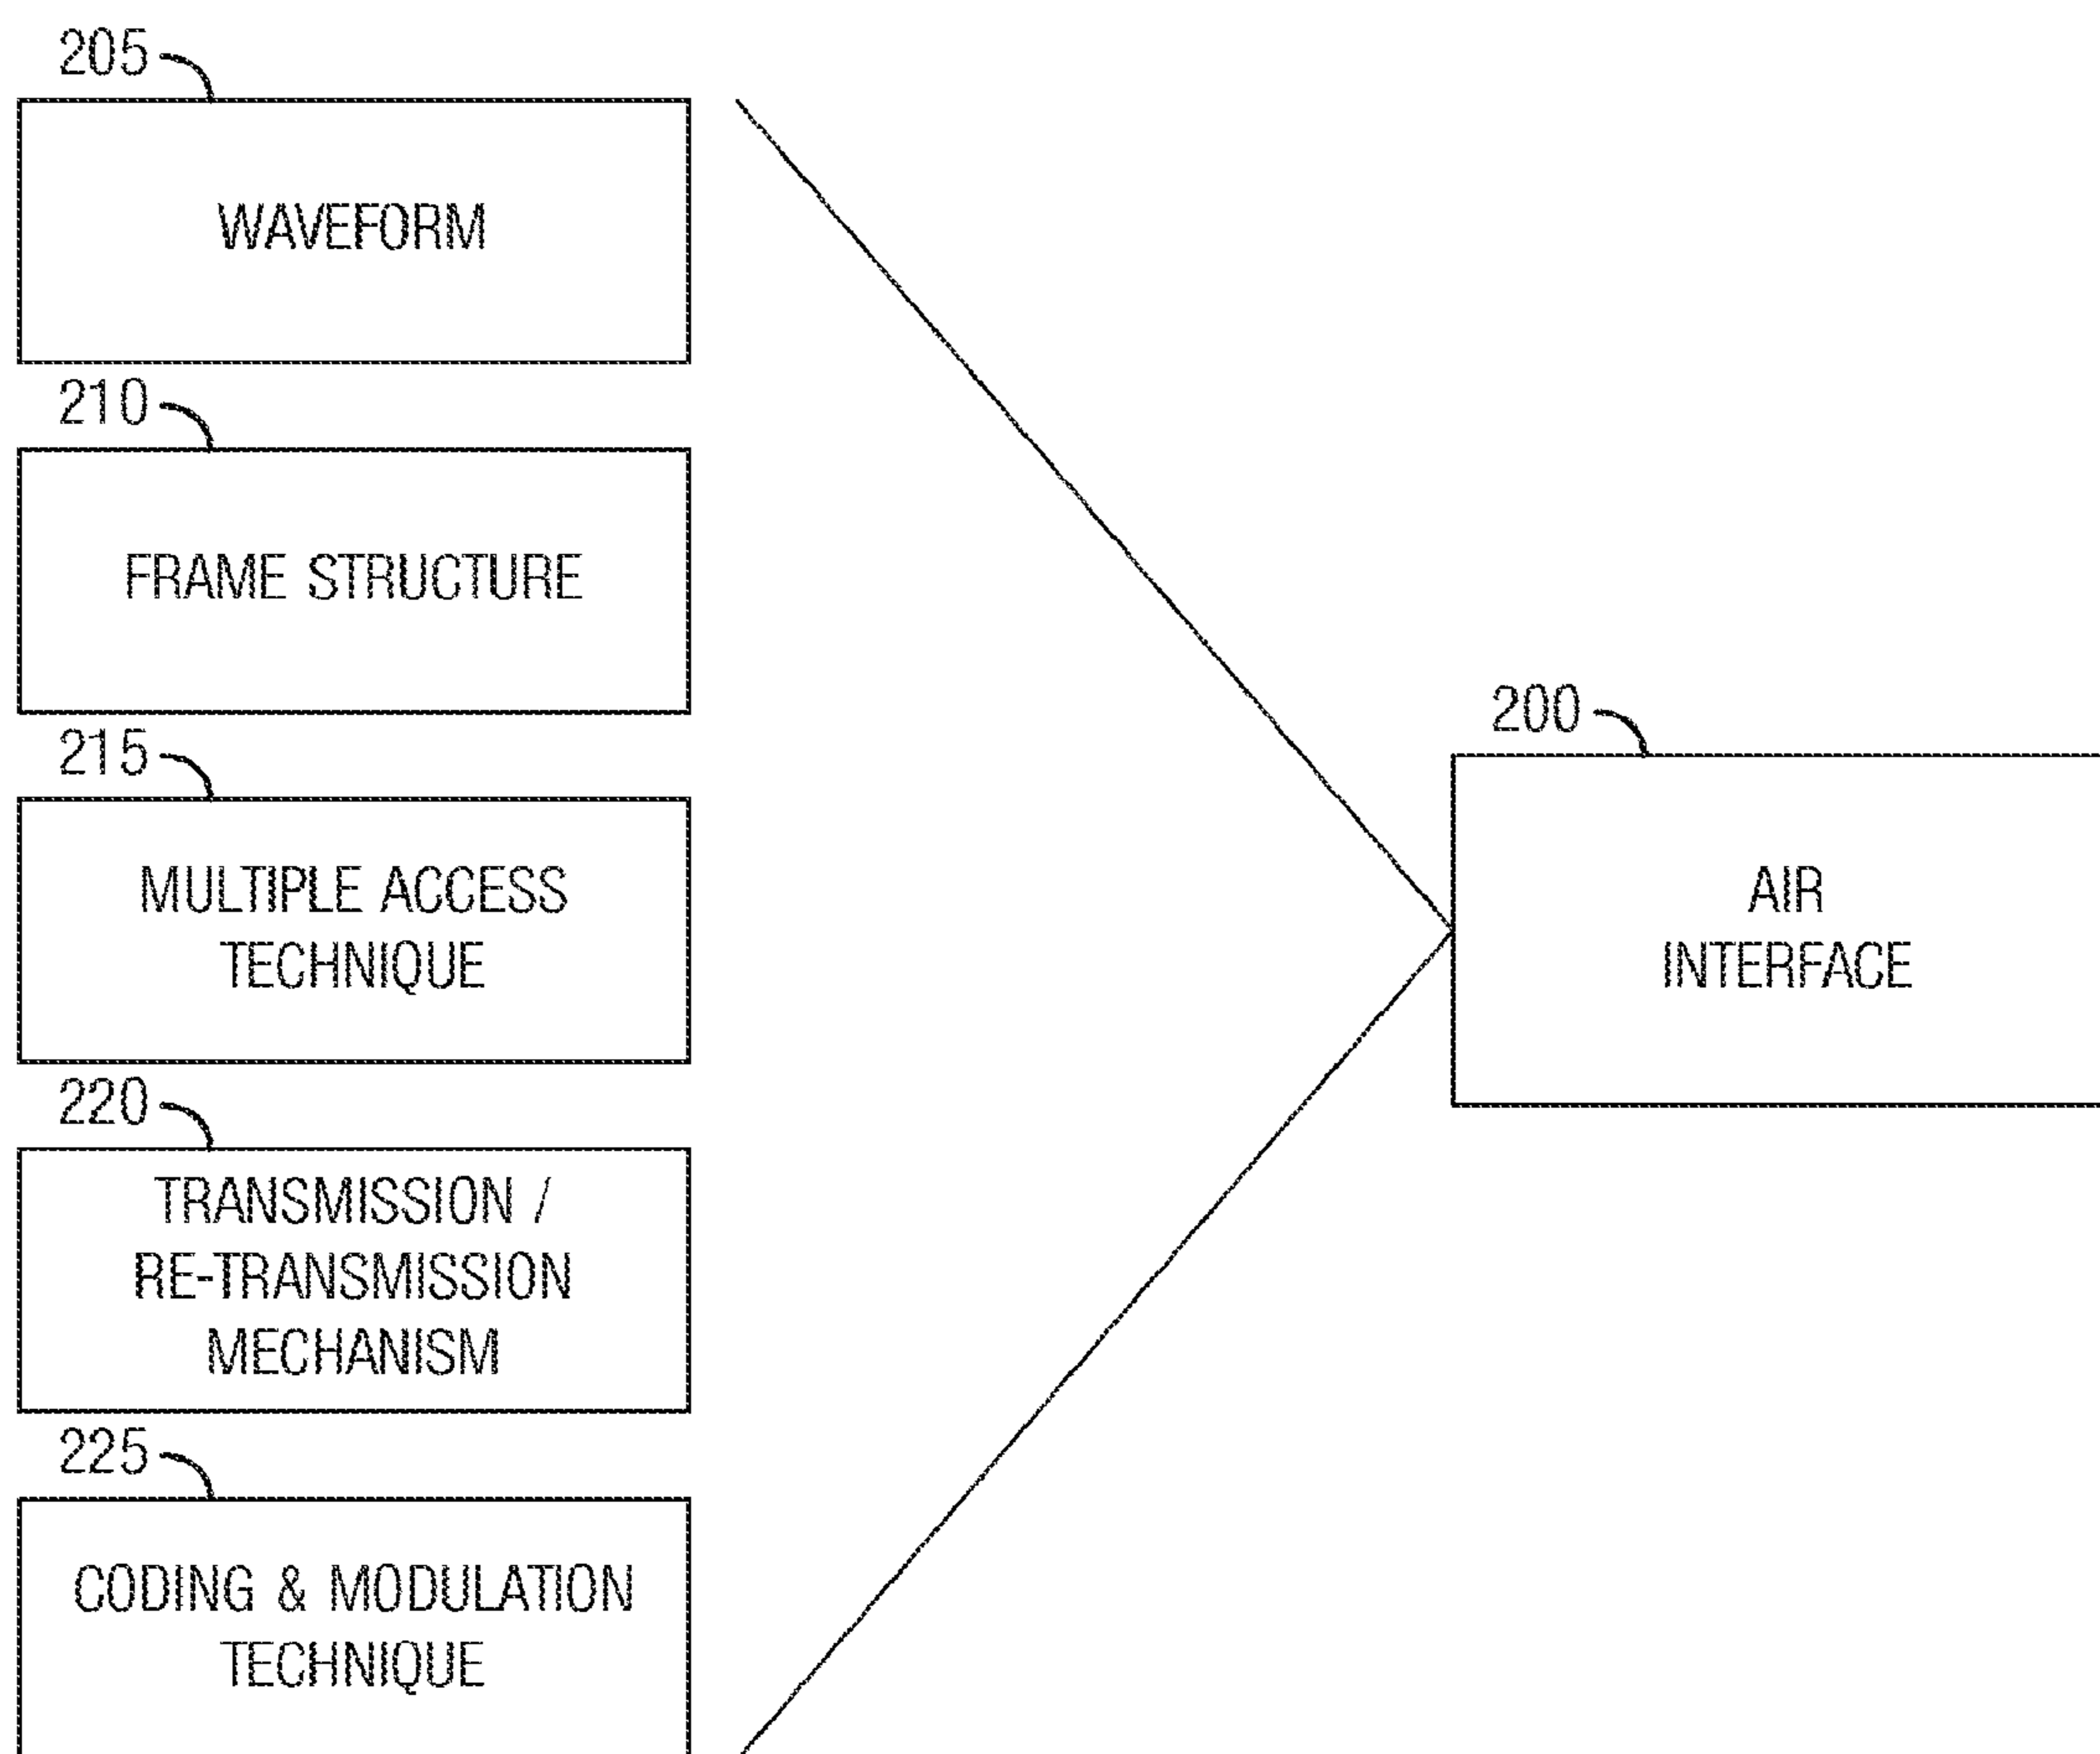 205
WAVEFORM
210
FRAME STRUCTURE
215
MULTIPLE ACCESS
TECHNIQUE
220
TRANSMISSION /
RE-TRANSMISSION
MECHANISM
225
CODING & MODULATION
TECHNIQUE
200
AIR
INTERFACE